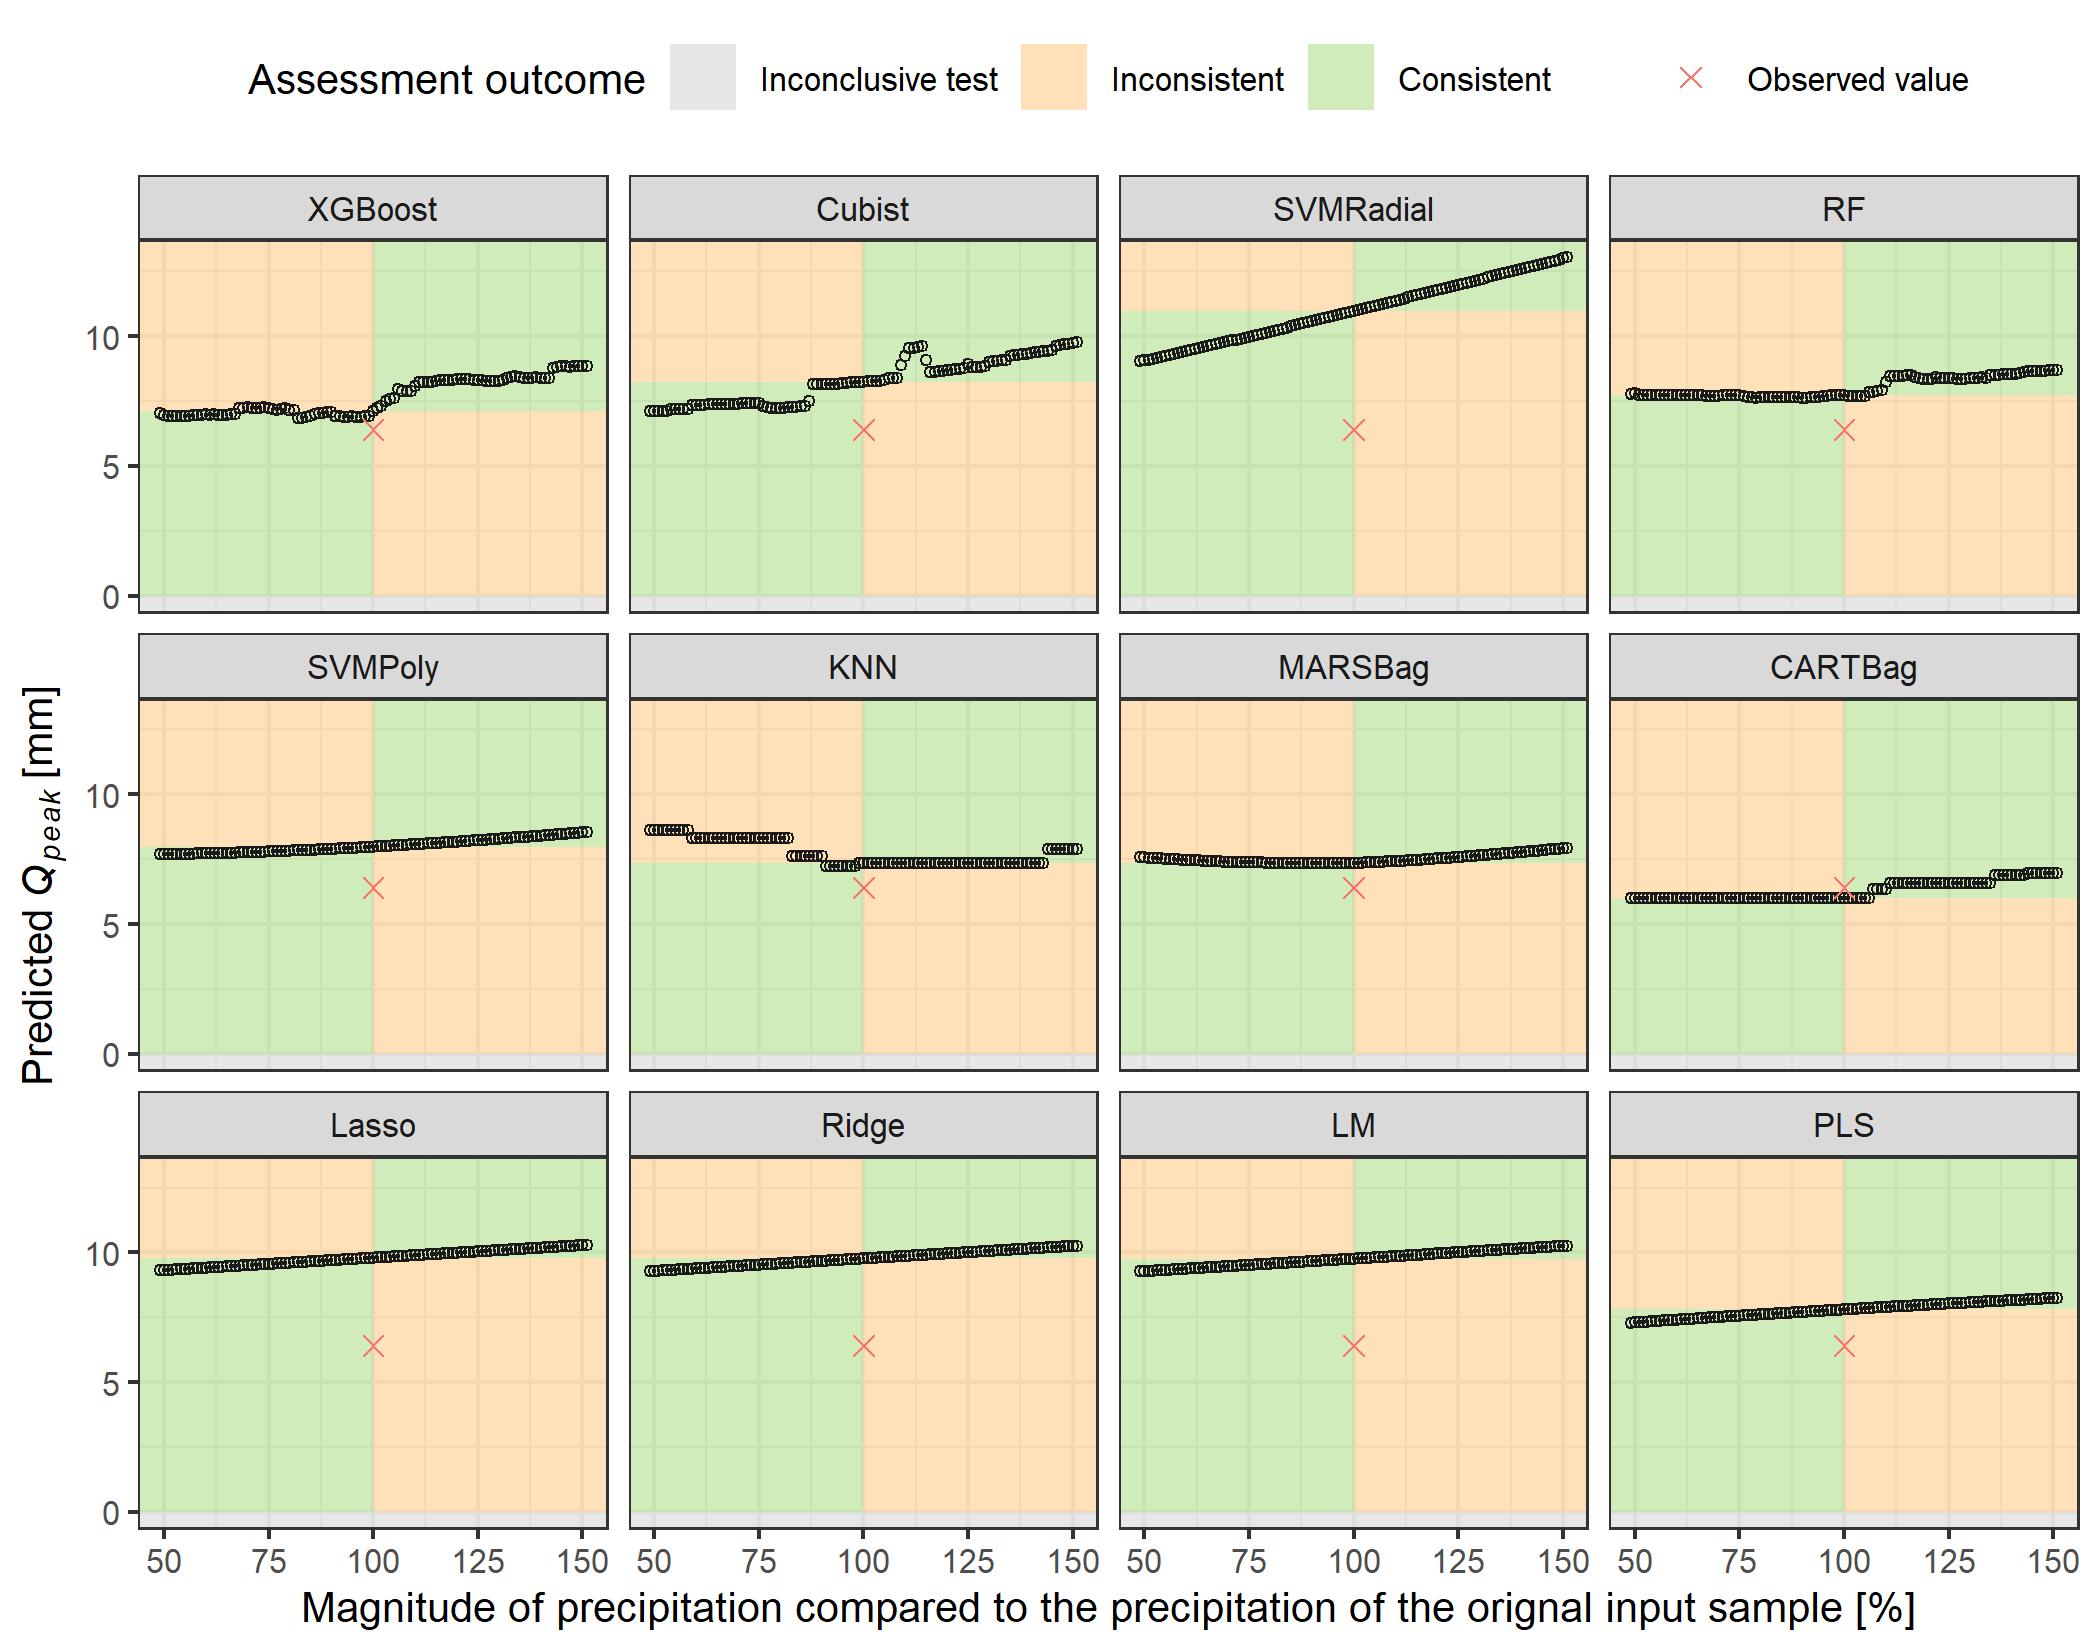 Assessment outcome Inconclusive test Inconsistent Consistent Observed value
XGBoost Cubist SVMRadial RF
10
5
0
SVMPoly KNN MARSBag CARTBag
10
5
0
Predicted Qpeak [mm]
Lasso Ridge LM PLS
10
5
0
50 75 100 125 150 50 75 100 125 150 50 75 100 125 150 50 75 100 125 150
Magnitude of precipitation compared to the precipitation of the orignal input sample [%]